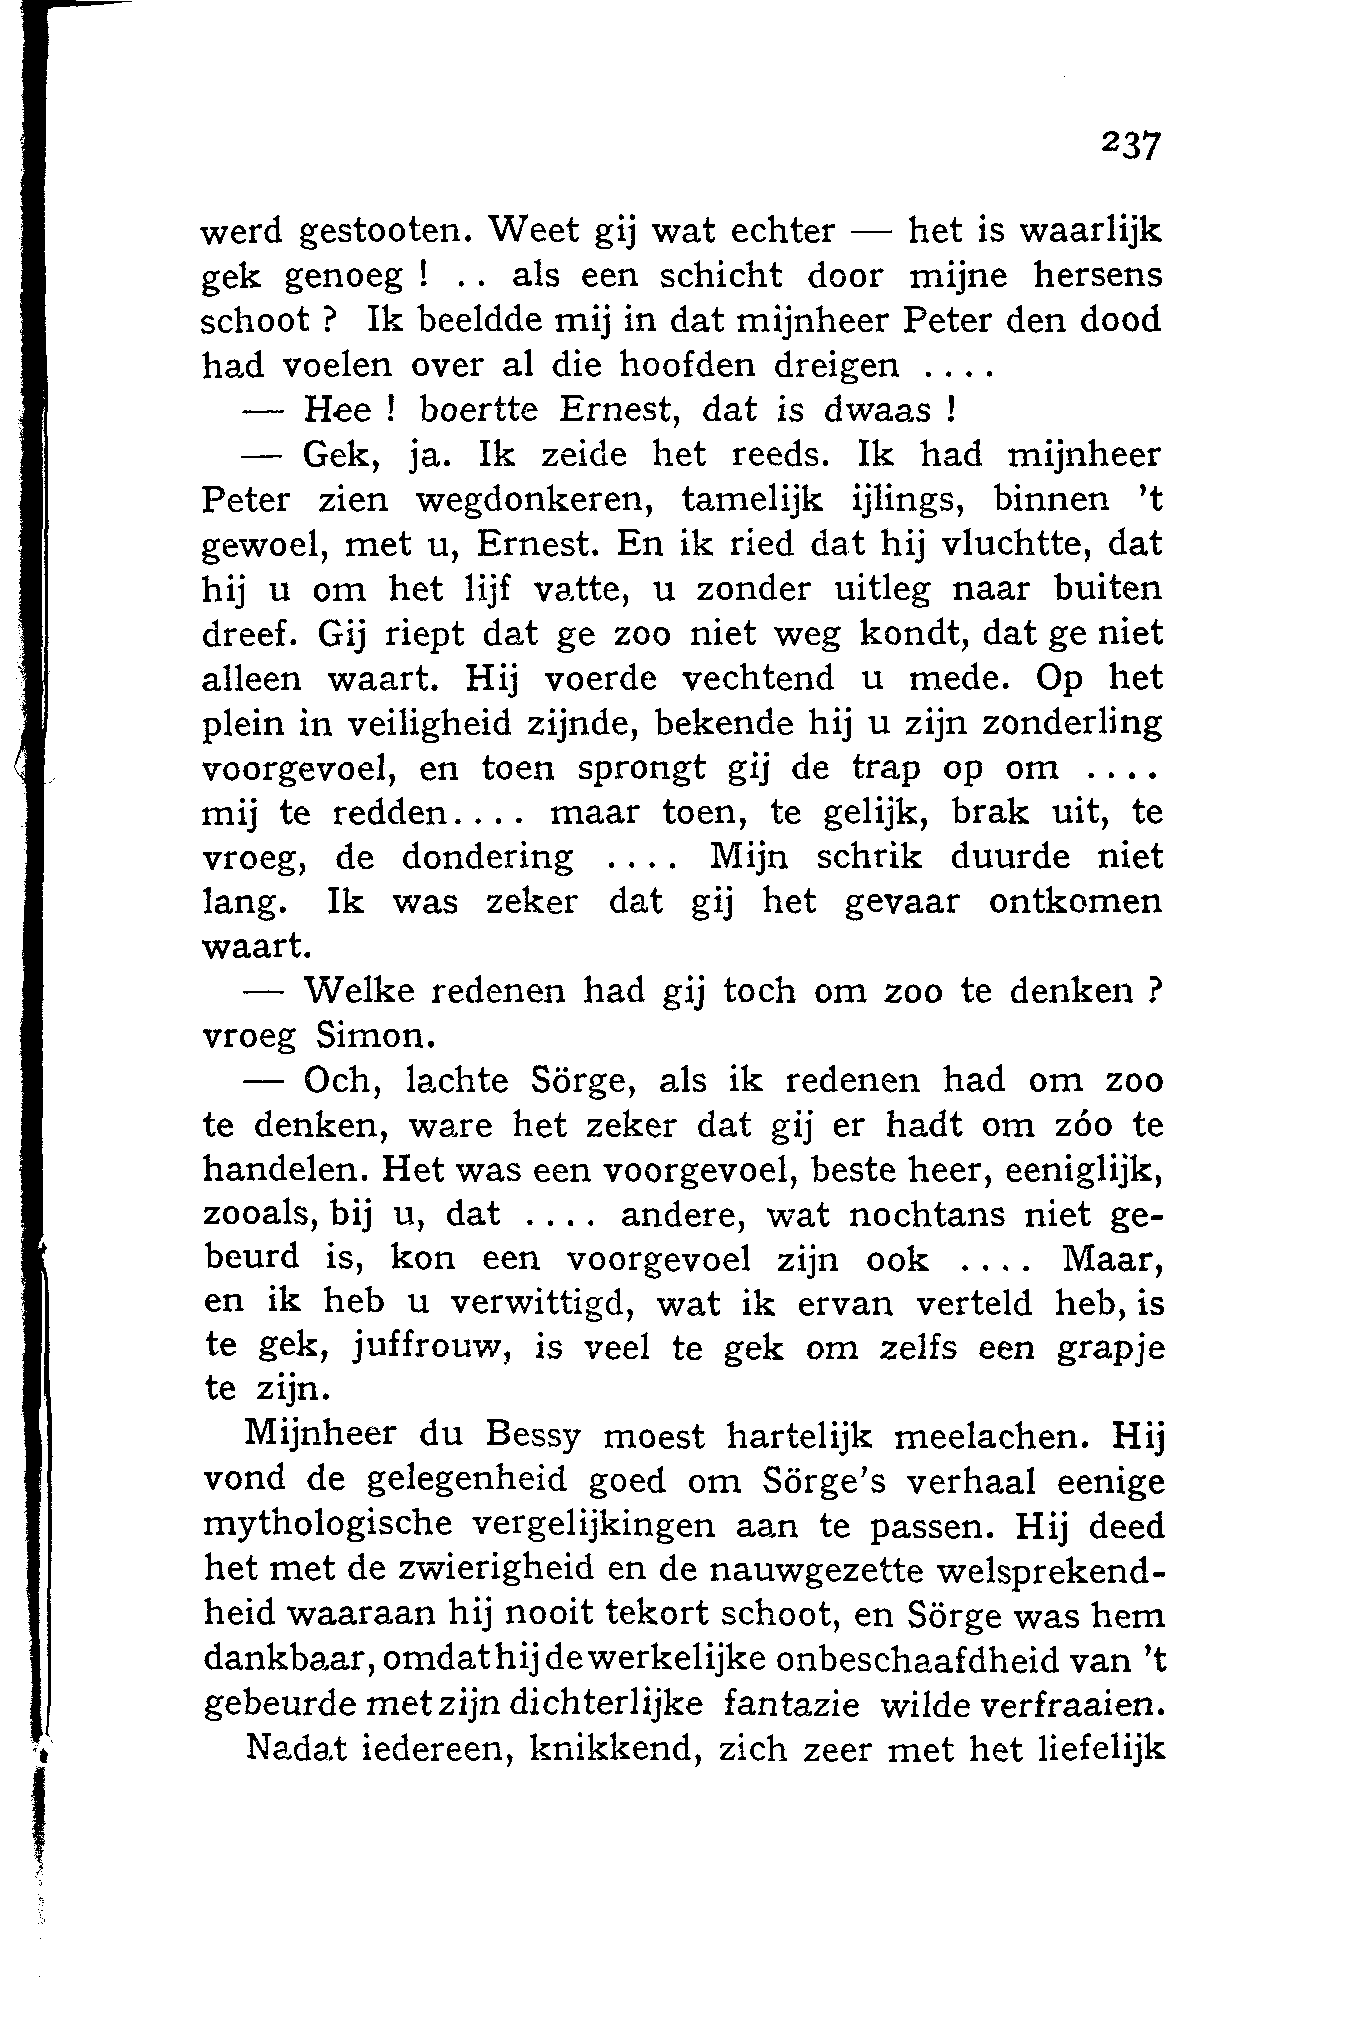 237
werd gestooten. Weet gij wat echter — het is waarlijk
gek genoeg ! .. als een schicht door mijne hersens
schoot ? Ik beeldde mij in dat mijnheer Peter den dood
had voelen over al die hoofden dreigen ....
— Hee ! boertte Ernest, dat is dwaas !
— Gek, ja. Ik zeide het reeds. Ik had mijnheer
Peter zien wegdonkeren, tamelijk ijlings, binnen 't
gewoel, met u, Ernest. En ik ried dat hij vluchtte, dat
hij u om het lijf vatte, u zonder uitleg naar buiten
dreef. Gij riept dat ge zoo niet weg kondt, dat ge niet
alleen waart. Hij voerde vechtend u mede. Op het
plein in veiligheid zijnde, bekende hij u zijn zonderling
voorgevoel, en toen sprongt gij de trap op om ....
mij te redden.... maar toen, te gelijk, brak uit, te
vroeg, de dondering .... Mijn schrik duurde niet
lang. Ik was zeker dat gij het gevaar ontkomen
waart.
— Welke redenen had gij toch om zoo te denken ?
vroeg Simon.
— Och, lachte Sörge, als ik redenen had om zoo
te denken, ware het zeker dat gij er hadt om zóo te
handelen. Het was een voorgevoel, beste heer, eeniglijk,
zooals, bij u, dat .... andere, wat nochtans niet ge-
beurd is, kon een voorgevoel zijn ook .... Maar,
en ik heb u verwittigd, wat ik ervan verteld heb, is
te gek, juffrouw, is veel te gek om zelfs een grapje
te zijn.
Mijnheer du Bessy moest hartelijk meelachen. Hij
vond de gelegenheid goed om Sörge's verhaal eenige
mythologische vergelijkingen aan te passen. Hij deed
het met de zwierigheid en de nauwgezette welsprekend-
heid waaraan hij nooit tekort schoot, en Sörge was hem
dankbaar, omdat hij de werkelijke onbeschaafdheid van 't
gebeurde met zijn dichterlijke fantazie wilde verfraaien.
Nadat iedereen, knikkend, zich zeer met het liefelijk